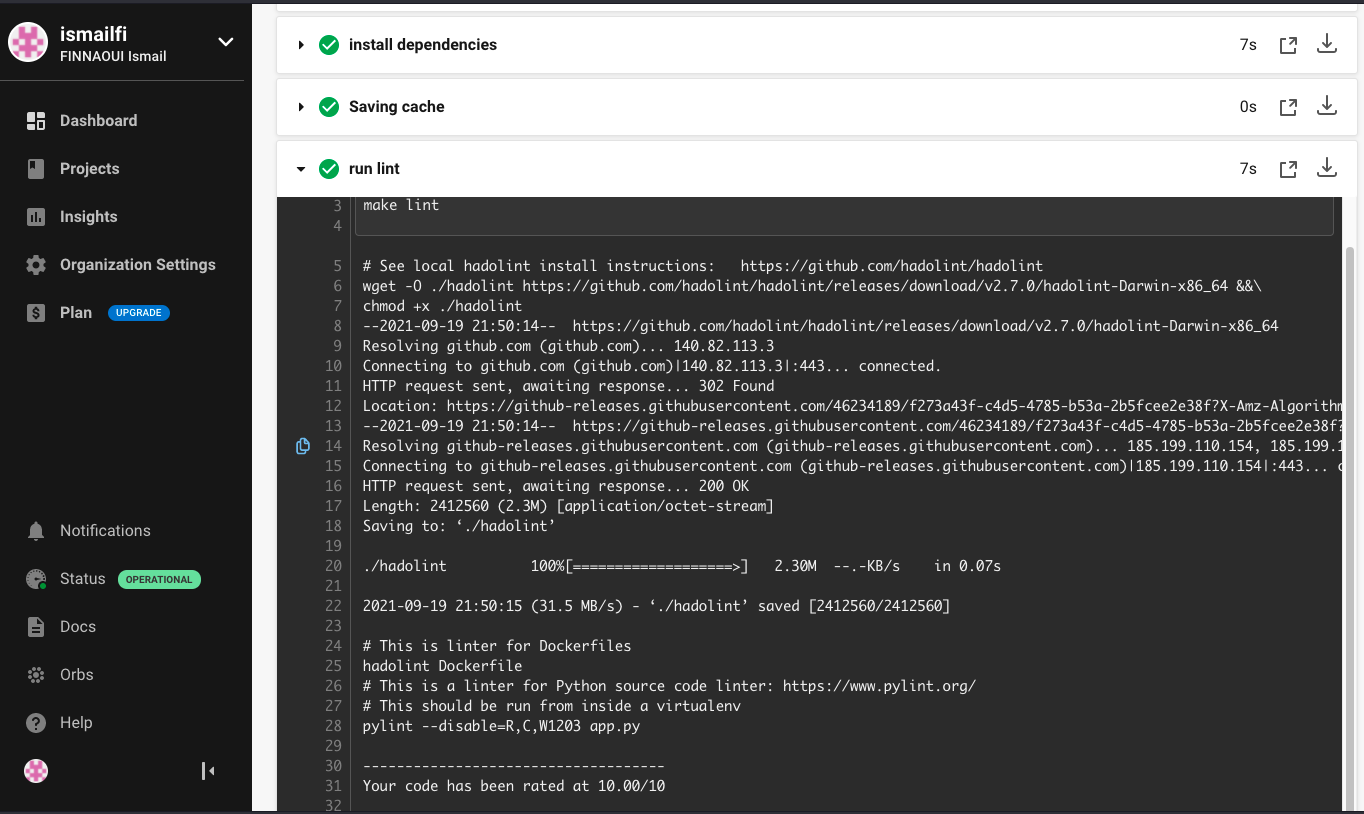 ismailfi
FINNAOUI Ismail
Dashboard
Projects
Insights
Organization Settings
Plan UPGRADE
Notifications
Status OPERATIONAL
Docs
Orbs
Help
install dependencies 7s
Saving cache 0s
run lint 7s
3 make lint
4
5 # See local hadolint install instructions: https://github.com/hadolint/hadolint
6 wget -O ./hadolint https://github.com/hadolint/hadolint/releases/download/v2.7.0/hadolint-Darwin-x86_64 &&\
7 chmod +x ./hadolint
8 --2021-09-19 21:50:14-- https://github.com/hadolint/hadolint/releases/download/v2.7.0/hadolint-Darwin-x86_64
9 Resolving github.com (github.com)... 140.82.113.3
10 Connecting to github.com (github.com)|140.82.113.3|:443... connected.
11 HTTP request sent, awaiting response... 302 Found
12 Location: https://github-releases.githubusercontent.com/46234189/f273a43f-c4d5-4785-b53a-2b5fcee2e38f?X-Amz-Algorithm
13 --2021-09-19 21:50:14-- https://github-releases.githubusercontent.com/46234189/f273a43f-c4d5-4785-b53a-2b5fcee2e38f?
14 Resolving github-releases.githubusercontent.com (github-releases.githubusercontent.com)... 185.199.110.154, 185.199.1
15 Connecting to github-releases.githubusercontent.com (github-releases.githubusercontent.com)|185.199.110.154|:443... c
16 HTTP request sent, awaiting response... 200 OK
17 Length: 2412560 (2.3M) [application/octet-stream]
18 Saving to: ‘./hadolint’
19
20 ./hadolint 100%[===================>] 2.30M --.-KB/s in 0.07s
21
22 2021-09-19 21:50:15 (31.5 MB/s) - ‘./hadolint’ saved [2412560/2412560]
23
24 # This is linter for Dockerfiles
25 hadolint Dockerfile
26 # This is a linter for Python source code linter: https://www.pylint.org/
27 # This should be run from inside a virtualenv
28 pylint --disable=R,C,W1203 app.py
29
30 ------------------------------------
31 Your code has been rated at 10.00/10
32